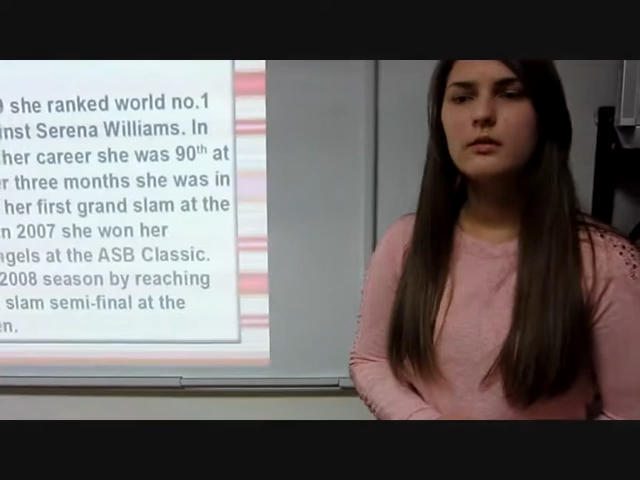 she ranked world no.1
inst Serena Williams. In
her career she was 90th at
r three months she was in
her first grand slam at the
n 2007 she won her
ngels at the ASB Classic.
2008 season by reaching
slam semi-final at the
en.